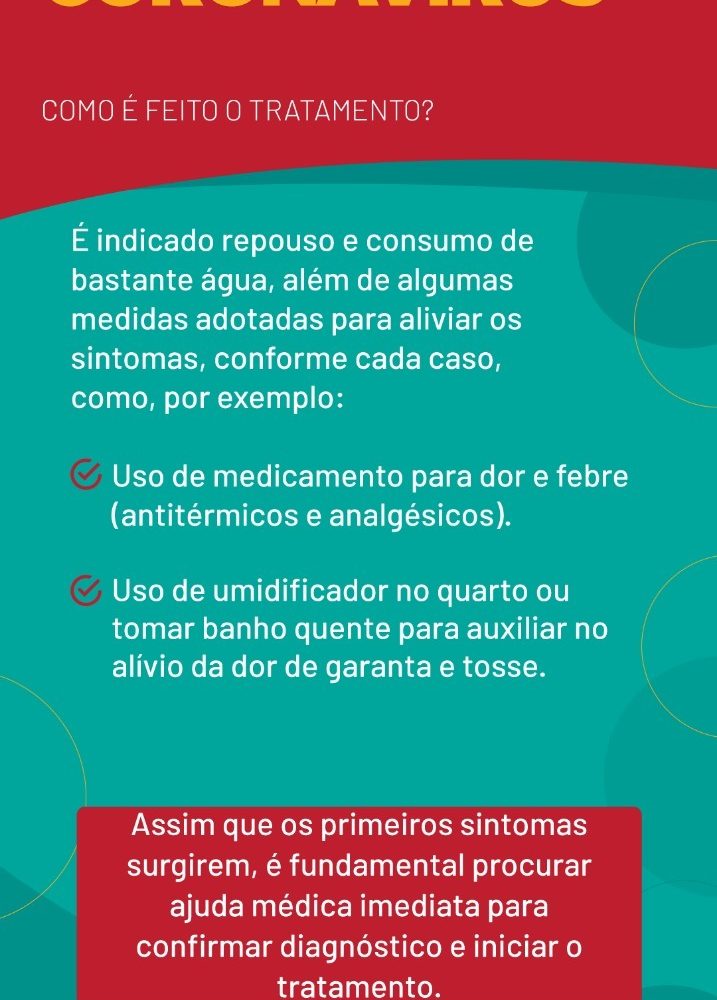 CORONAVÍRUS
COMO É FEITO O TRATAMENTO?
É indicado repouso e consumo de
bastante água, além de algumas
medidas adotadas para aliviar os
sintomas, conforme cada caso,
como, por exemplo:
Uso de medicamento para dor e febre
(antitérmicos e analgésicos).
Uso de umidificador no quarto ou
tomar banho quente para auxiliar no
alívio da dor de garanta e tosse.
Assim que os primeiros sintomas
surgirem, é fundamental procurar
ajuda médica imediata para
confirmar diagnóstico e iniciar o
tratamento.